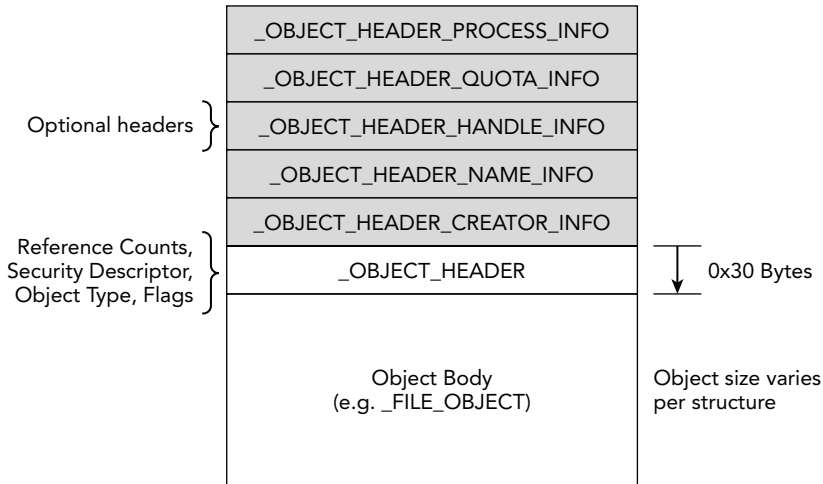 _OBJECT_HEADER_PROCESS_INFO
_OBJECT_HEADER_QUOTA_INFO
Optional headers
_OBJECT_HEADER_HANDLE_INFO
_OBJECT_HEADER_NAME_INFO
_OBJECT_HEADER_CREATOR_INFO
Reference Counts,
Security Descriptor,
Object Type, Flags
_OBJECT_HEADER
0x30 Bytes
Object Body
(e.g. _FILE_OBJECT)
Object size varies
per structure